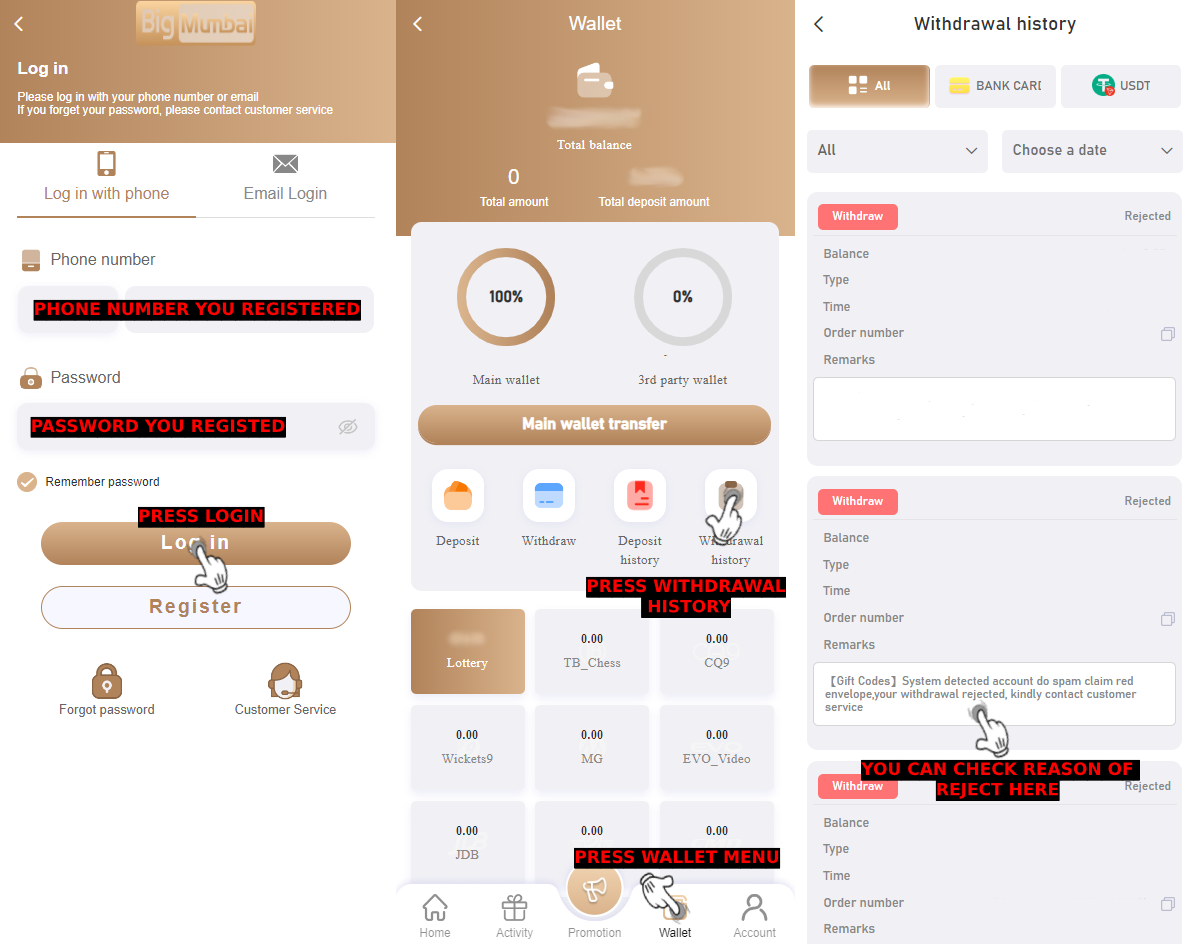 Big Mumbai
Log in
Please log in with your phone number or email
If you forget your password, please contact customer service
Log in with phone
Email Login
Phone number
PHONE NUMBER YOU REGISTERED
Password
PASSWORD YOU REGISTED
Remember password
PRESS LOGIN
Log in
Register
Forgot password
Customer Service
Wallet
Total balance
0
Total amount
Total deposit amount
100%
0%
Main wallet
3rd party wallet
Main wallet transfer
Deposit
Withdraw
Deposit
history
Withdrawal
history
PRESS WITHDRAWAL
HISTORY
Lottery
0.00
TB_Chess
0.00
CQ9
0.00
Wickets9
0.00
MG
0.00
EVO_Video
0.00
JDB
0.00
0.00
PRESS WALLET MENU
Home
Activity
Promotion
Wallet
Account
Withdrawal history
All
BANK CARD
USDT
All
Choose a date
Withdraw
Rejected
Balance
Type
Time
Order number
Remarks
Withdraw
Rejected
Balance
Type
Time
Order number
Remarks
【Gift Codes】System detected account do spam claim red
envelope,your withdrawal rejected, kindly contact customer
service
YOU CAN CHECK REASON OF
REJECT HERE
Withdraw
Rejected
Balance
Type
Time
Order number
Remarks